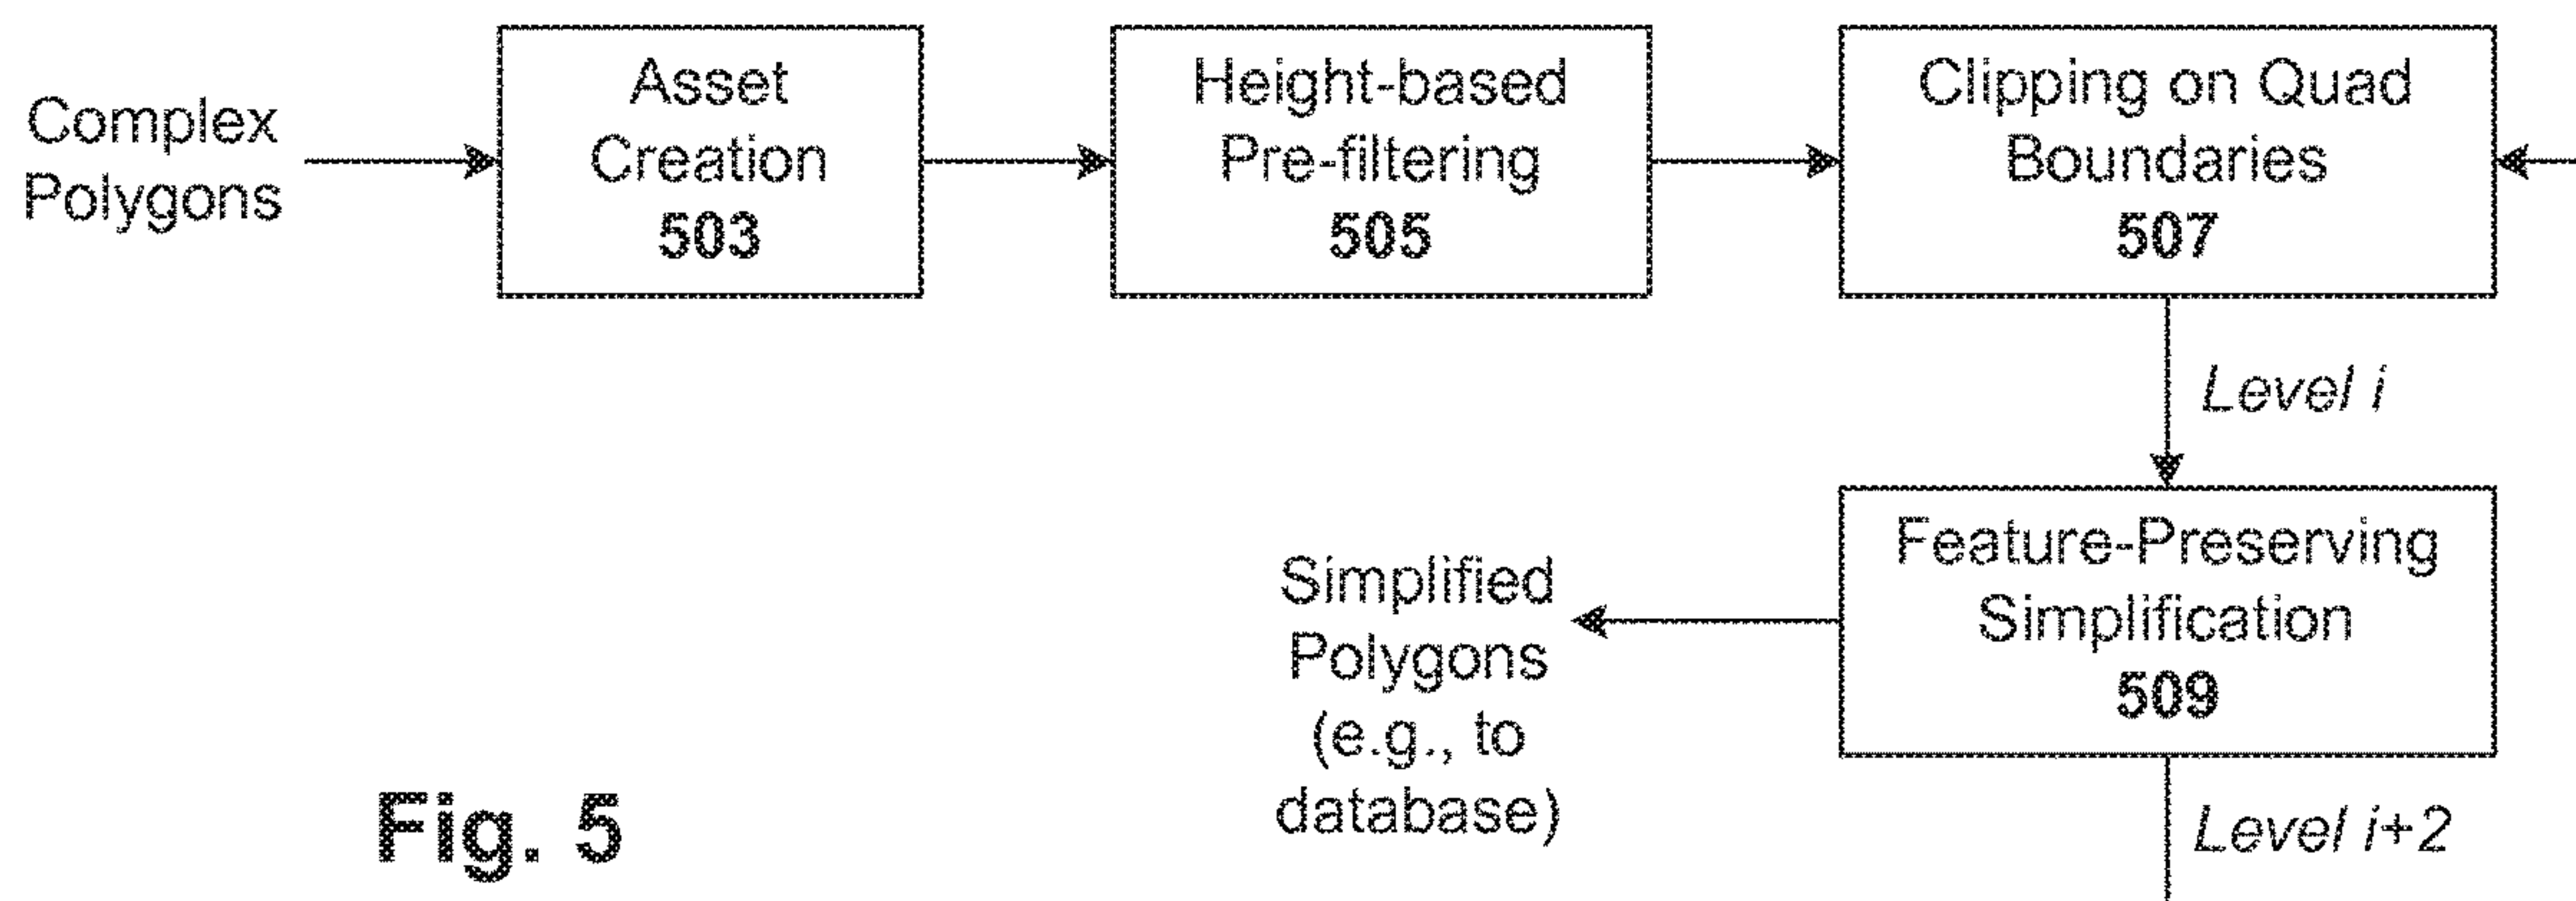 Complex
Polygons
Asset
Creation
503
Height-based
Pre-filtering
505
Clipping on Quad
Boundaries
507
Level i
Feature-Preserving
Simplification
509
Simplified
Polygons
(e.g., to
database)
Level i+2
Fig. 5